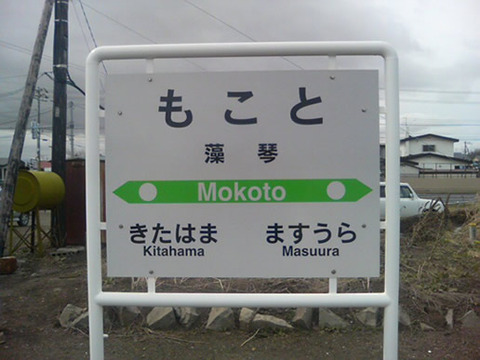 もこと
藻琴
Mokoto
きたはま ますうら
Kitahama Masuura